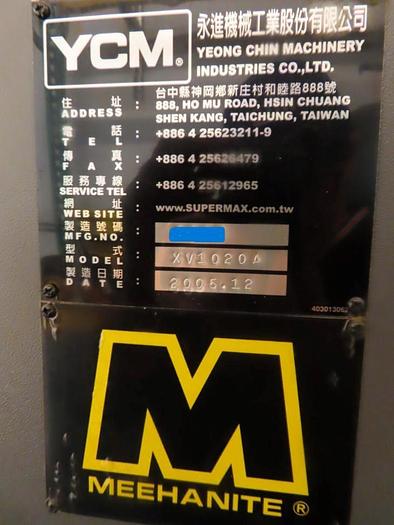 YCM®
永進機械工業股份有限公司
YEONG CHIN MACHINERY
INDUSTRIES CO.,LTD.
住 址 : 台中縣神岡鄉新庄村和睦路888號
ADDRESS 888, HO MU ROAD, HSIN CHUANG
SHEN KANG, TAICHUNG, TAIWAN
電 話 : +886 4 25623211-9
TEL
傳 真 : +886 4 25626479
FAX
服務專線 : +886 4 25612965
SERVICE TEL
網 址 : www.SUPERMAX.com.tw
WEB SITE
製造號碼 :
MFG.NO.
型 式 : XV1020A
MODEL
製造日期 : 2005.12
DATE
403013062
M
MEEHANITE ®